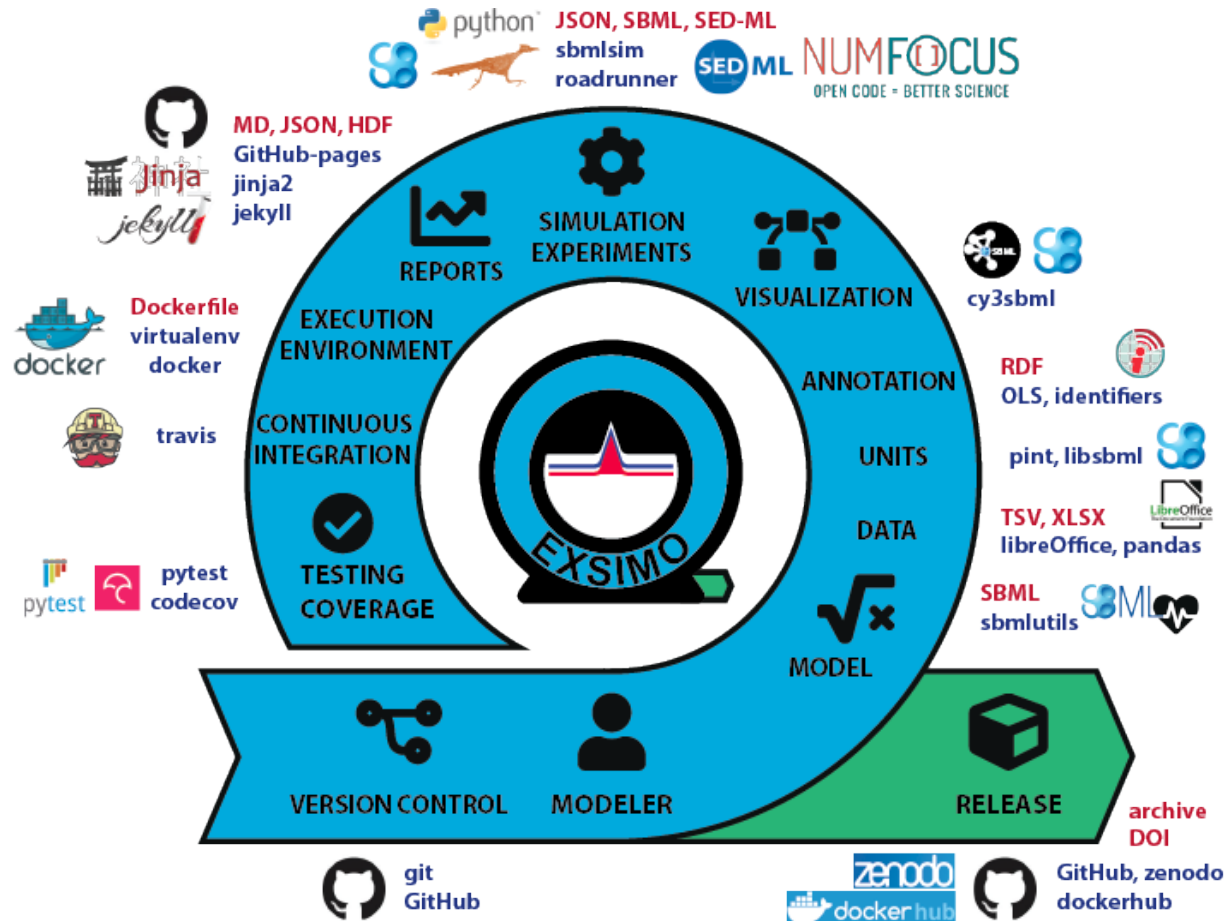 python™
JSON, SBML, SED-ML
sbmlsim
roadrunner
SED ML
NUMFOCUS
OPEN CODE = BETTER SCIENCE
MD, JSON, HDF
GitHub-pages
jinja2
jekyll
Jinja
jekyll
SIMULATION
EXPERIMENTS
REPORTS
VISUALIZATION
SBML
cy3sbml
Dockerfile
virtualenv
docker
docker
EXECUTION
ENVIRONMENT
ANNOTATION
RDF
OLS, identifiers
travis
CONTINUOUS
INTEGRATION
UNITS
pint, libsbml
DATA
TSV, XLSX
libreOffice, pandas
LibreOffice
pytest
pytest
codecov
TESTING
COVERAGE
EXSIMO
SBML
sbmlutils
SBML
MODEL
VERSION CONTROL
MODELER
RELEASE
archive
DOI
git
GitHub
zenodo
docker hub
GitHub, zenodo
dockerhub